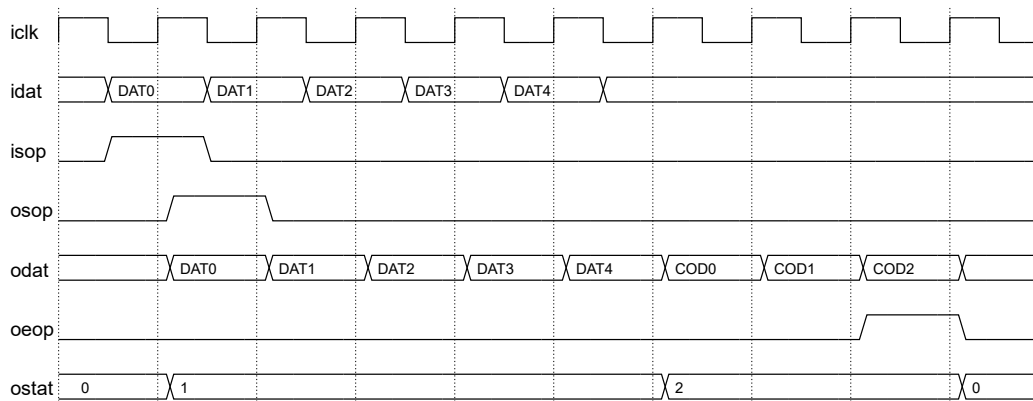 iclk
idat DAT0 DAT1 DAT2 DAT3 DAT4
isop
osop
odat DAT0 DAT1 DAT2 DAT3 DAT4 COD0 COD1 COD2
oeop
ostat 0 1 2 0